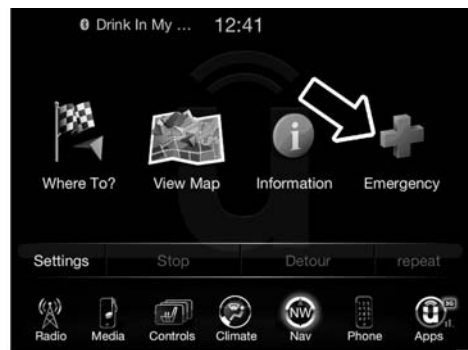 Drink In My ... 12:41
Where To? View Map Information Emergency
Settings Stop Detour repeat
NW
3G
Radio Media Controls Climate Nav Phone Apps